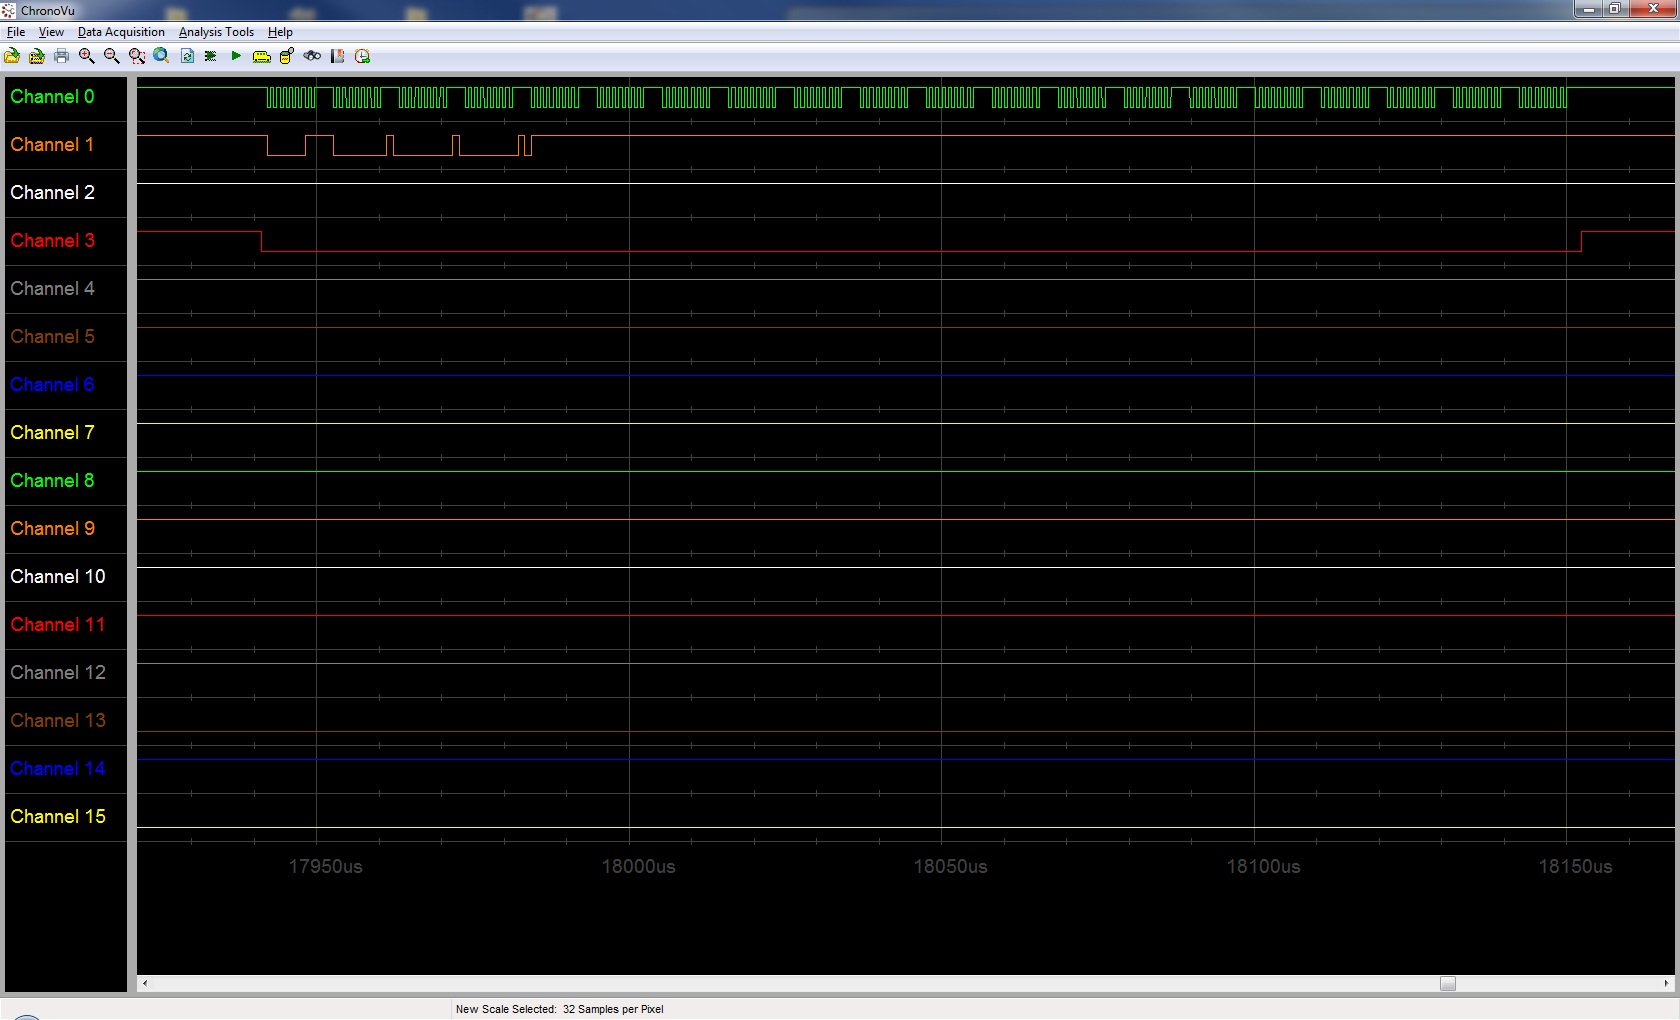 ChronoVu
File View Data Acquisition Analysis Tools Help
Channel 0
Channel 1
Channel 2
Channel 3
Channel 4
Channel 5
Channel 6
Channel 7
Channel 8
Channel 9
Channel 10
Channel 11
Channel 12
Channel 13
Channel 14
Channel 15
17950us 18000us 18050us 18100us 18150us
New Scale Selected: 32 Samples per Pixel